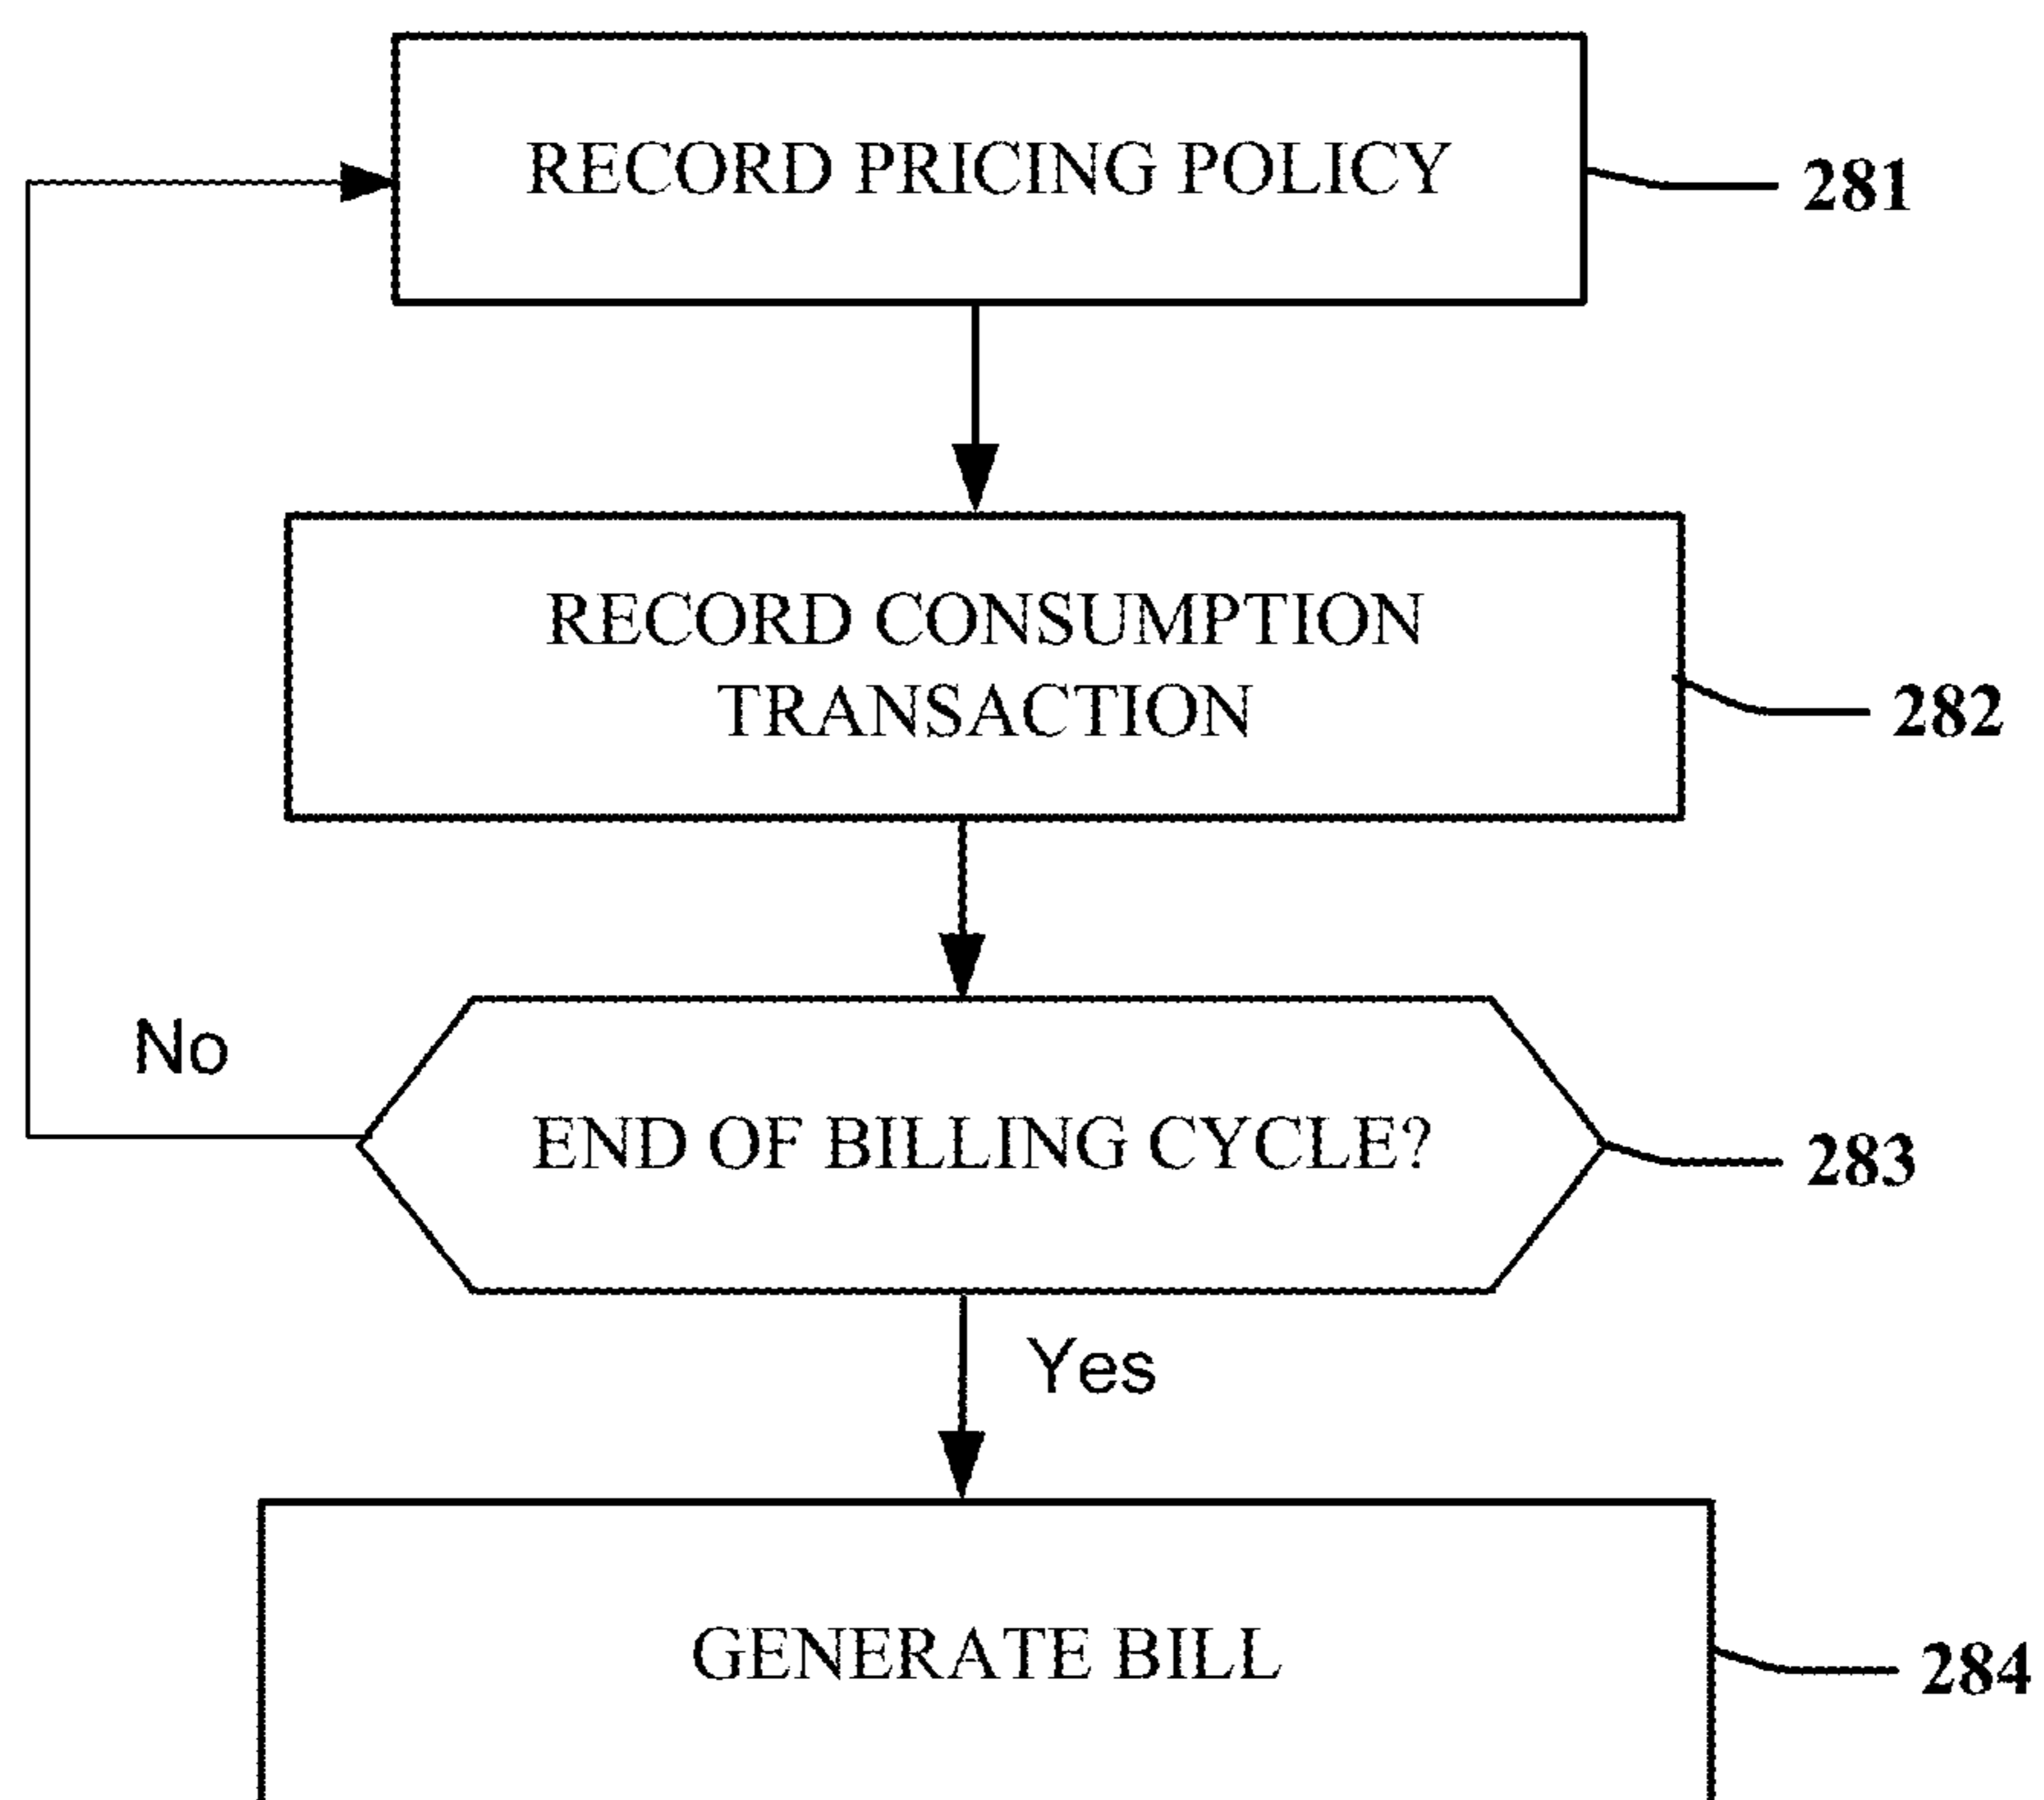 RECORD PRICING POLICY
281
RECORD CONSUMPTION
TRANSACTION
282
No
END OF BILLING CYCLE?
283
Yes
GENERATE BILL
284